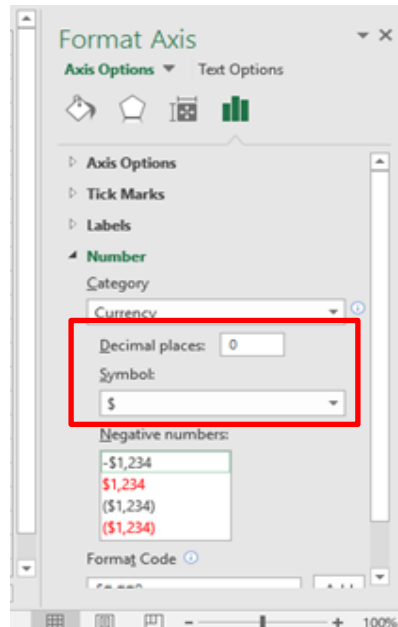 Format Axis
Axis Options Text Options
Axis Options
Tick Marks
Labels
Number
Category
Currency
Decimal places: 0
Symbol:
$
Negative numbers:
-$1,234
$1,234
($1,234)
($1,234)
Format Code
100%